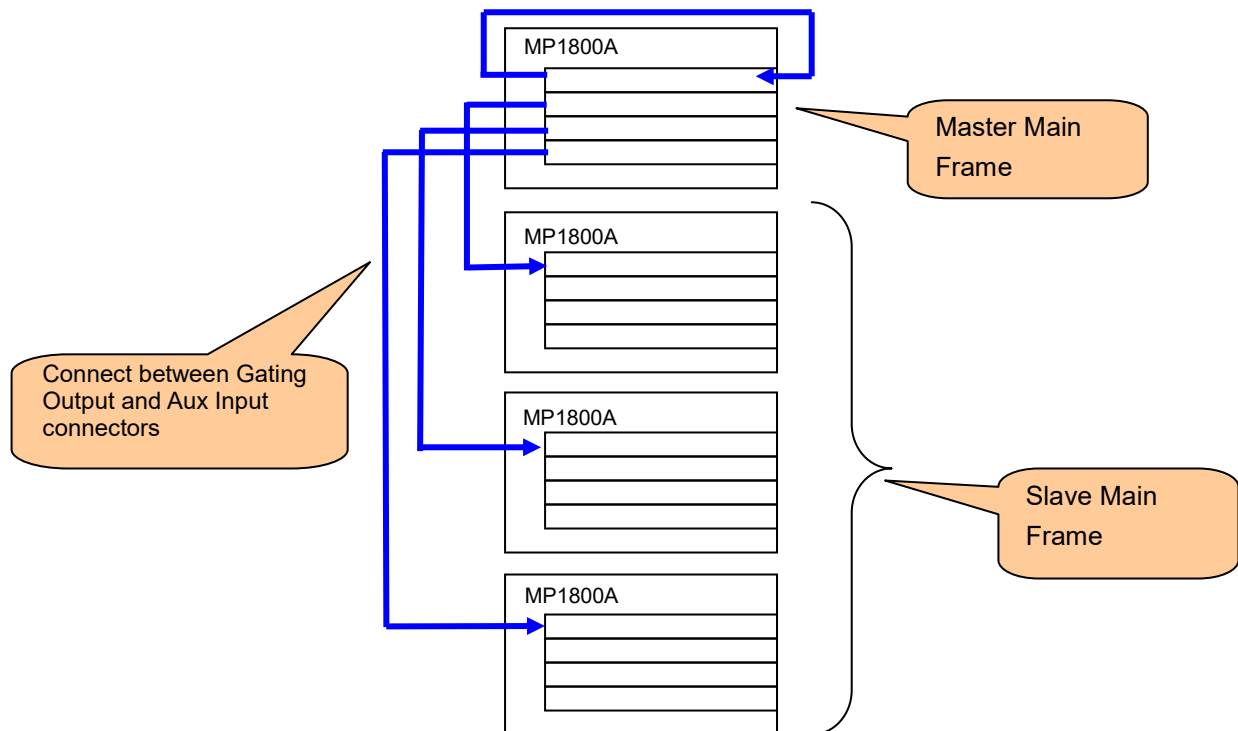 MP1800A
Master Main
Frame
MP1800A
Connect between Gating
Output and Aux Input
connectors
MP1800A
Slave Main
Frame
MP1800A